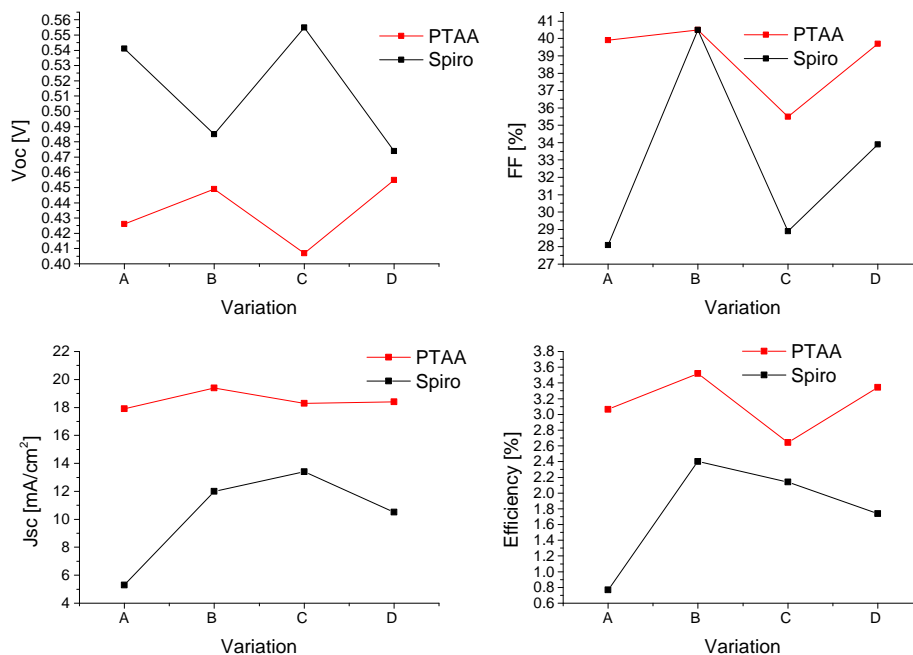 0.56
0.55
0.54
0.53
0.52
0.51
0.50
0.49
0.48
0.47
0.46
0.45
0.44
0.43
0.42
0.41
0.40
Voc [V]
PTAA
Spiro
A B C D
Variation
41
40
39
38
37
36
35
34
33
32
31
30
29
28
27
FF [%]
PTAA
Spiro
A B C D
Variation
22
20
18
16
14
12
10
8
6
4
Jsc [mA/cm²]
PTAA
Spiro
A B C D
Variation
3.8
3.6
3.4
3.2
3.0
2.8
2.6
2.4
2.2
2.0
1.8
1.6
1.4
1.2
1.0
0.8
0.6
Efficiency [%]
PTAA
Spiro
A B C D
Variation